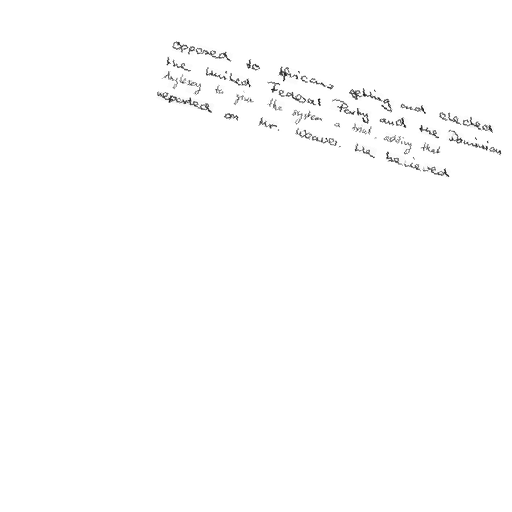 opposed to Africans getting and elected
the United Federal Party and the Dominion
Anglesey to give the system a trial. adding that
reported on Mr. Weaver. He believed